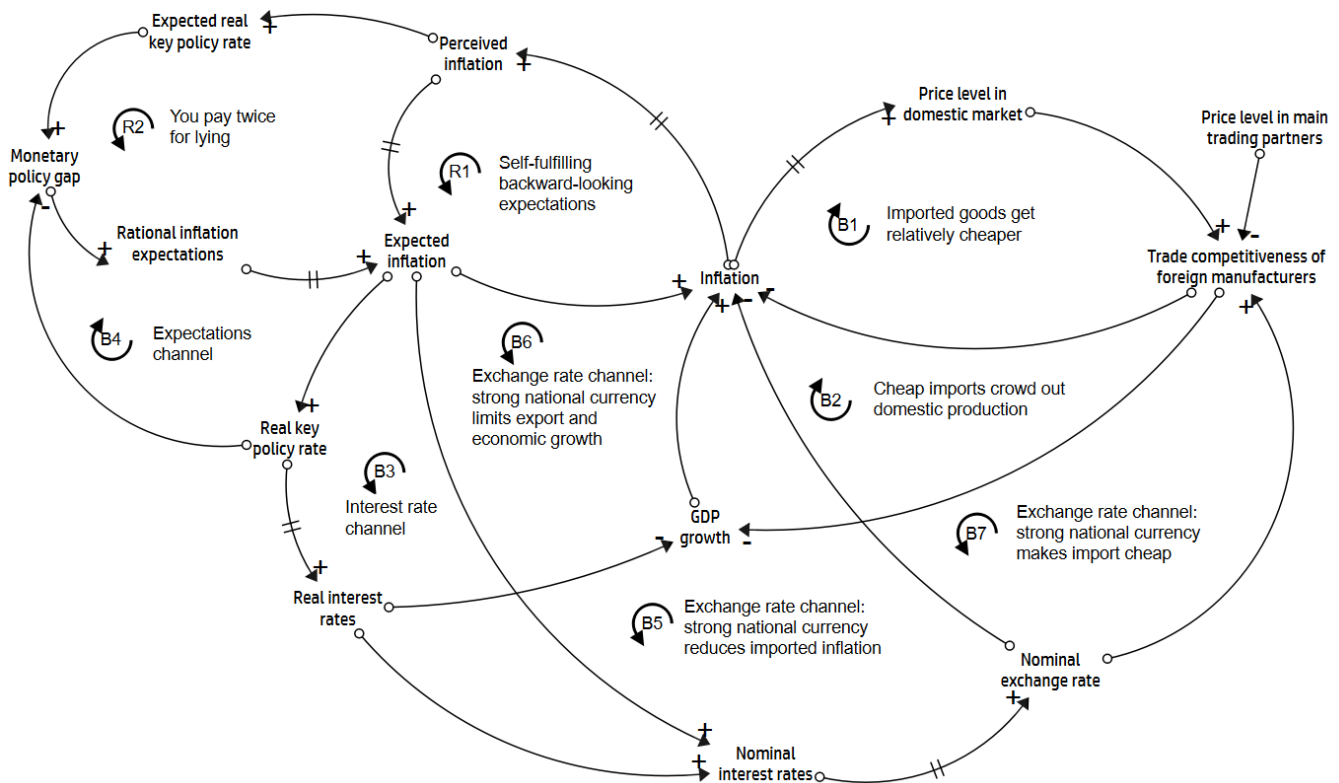 Expected real
key policy rate
+
Perceived
inflation
+
R2
You pay twice
for lying
+
Monetary
policy gap
-
+
Rational inflation
expectations
R1
Self-fulfilling
backward-looking
expectations
+
+
Expected
inflation
B4
Expectations
channel
Price level in
domestic market
+
Price level in main
trading partners
B1
Imported goods get
relatively cheaper
+
-
Trade competitiveness of
foreign manufacturers
+
+
Inflation
-
+
-
B6
Exchange rate channel:
strong national currency
limits export and
economic growth
B2
Cheap imports crowd out
domestic production
+
Real key
policy rate
B3
Interest rate
channel
GDP
growth
-
-
B7
Exchange rate channel:
strong national currency
makes import cheap
+
Real interest
rates
B5
Exchange rate channel:
strong national currency
reduces imported inflation
Nominal
exchange rate
+
+
+
Nominal
interest rates